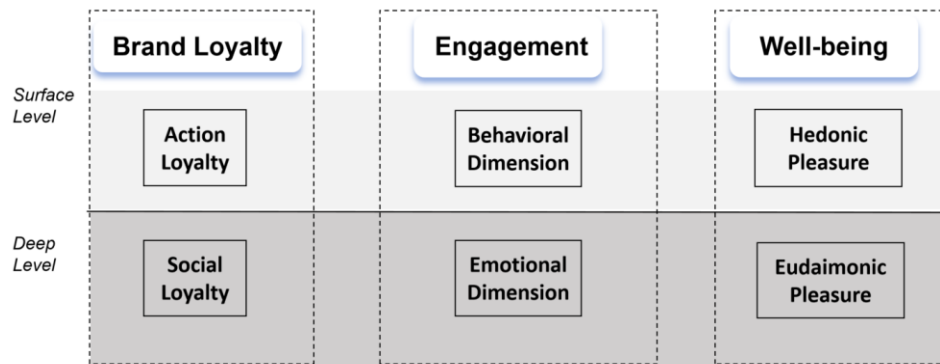 Brand Loyalty
Engagement
Well-being
Surface
Level
Action
Loyalty
Behavioral
Dimension
Hedonic
Pleasure
Deep
Level
Social
Loyalty
Emotional
Dimension
Eudaimonic
Pleasure